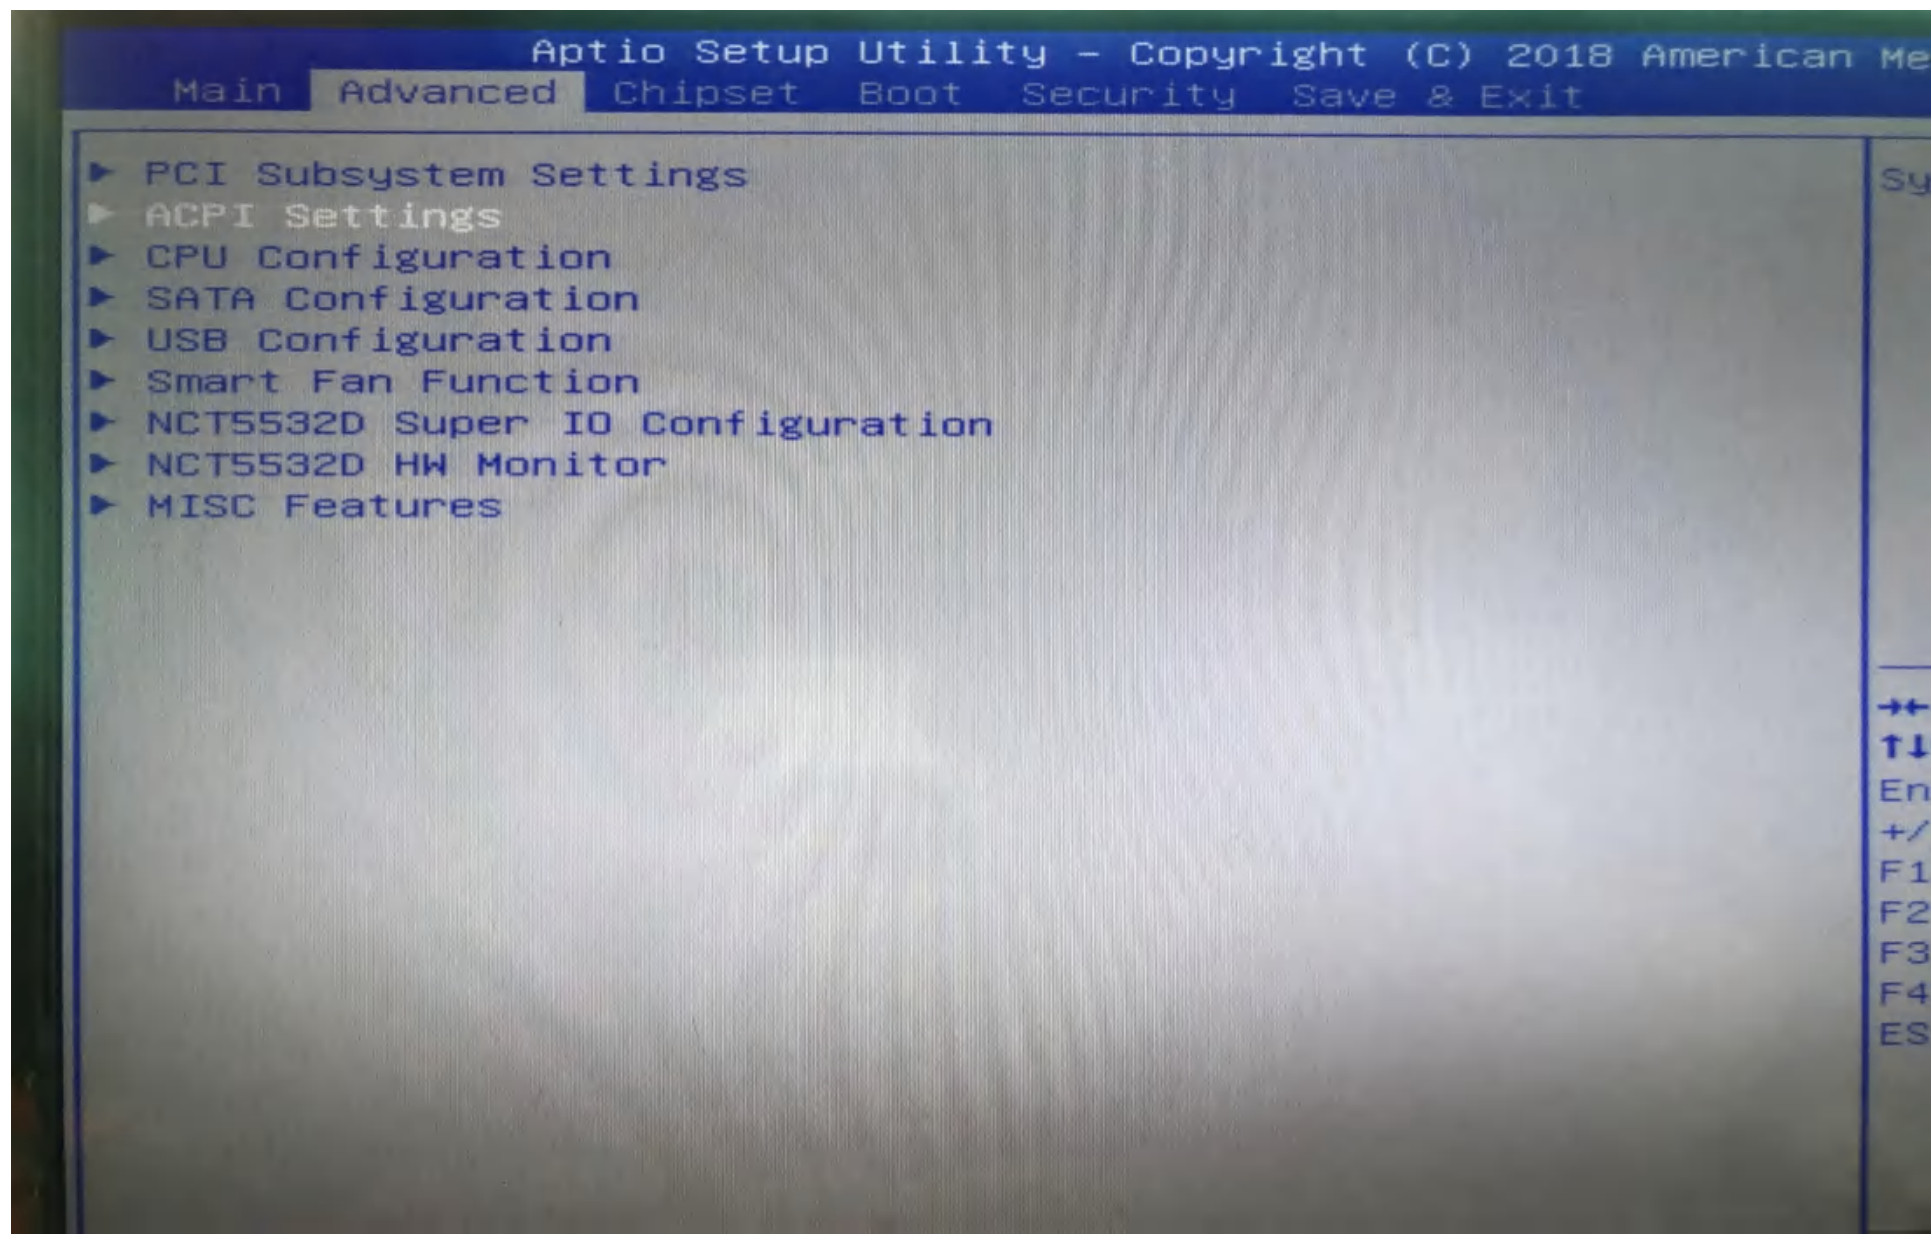 Aptio Setup Utility – Copyright (C) 2018 American Me
Main Advanced Chipset Boot Security Save & Exit
► PCI Subsystem Settings
► ACPI Settings
► CPU Configuration
► SATA Configuration
► USB Configuration
► Smart Fan Function
► NCT5532D Super IO Configuration
► NCT5532D HW Monitor
► MISC Features
Sy
→←
↑↓
En
+/
F1
F2
F3
F4
ES